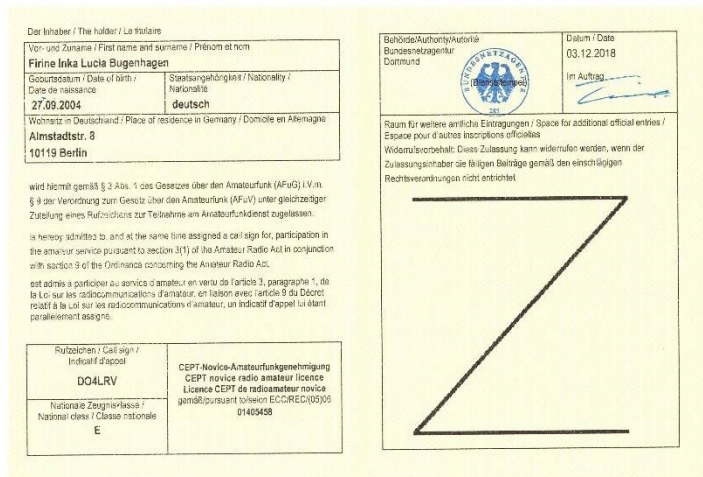 Der Inhaber / The holder / Le titulaire
Vor- und Zuname / First name and surname / Prénom et nom
Firine Inka Lucia Bugenhagen
Geburtsdatum / Date of birth /
Date de naissance
27.09.2004
Staatsangehörigkeit / Nationality /
Nationalité
deutsch
Wohnsitz in Deutschland / Place of residence in Germany / Domicile en Allemagne
Almstadtstr. 8
10119 Berlin
wird hiermit gemäß § 3 Abs. 1 des Gesetzes über den Amateurfunk (AFuG) i.V.m.
§ 9 der Verordnung zum Gesetz über den Amateurfunk (AFuV) unter gleichzeitiger
Zuteilung eines Rufzeichens zur Teilnahme am Amateurfunkdienst zugelassen.
is hereby admitted to, and at the same time assigned a call sign for, participation in
the amateur service pursuant to section 3(1) of the Amateur Radio Act in conjunction
with section 9 of the Ordinance concerning the Amateur Radio Act.
est admis à participer au service d'amateur en vertu de l'article 3, paragraphe 1, de
la Loi sur les radiocommunications d'amateur, en liaison avec l'article 9 du Décret
relatif à la Loi sur les radiocommunications d'amateur, un indicatif d'appel lui étant
parallèlement assigné.
Rufzeichen / Call sign /
Indicatif d'appel
DO4LRV
Nationale Zeugnisklasse /
National class / Classe nationale
E
CEPT-Novice-Amateurfunkgenehmigung
CEPT novice radio amateur licence
Licence CEPT de radioamateur novice
gemäß/pursuant to/selon ECC/REC/(05)06
01405458
Behörde/Authority/Autorité
Bundesnetzagentur
Dortmund
BUNDESNETZAGENTUR
(Dienststempel)
281
Datum / Date
03.12.2018
Im Auftrag
Raum für weitere amtliche Eintragungen / Space for additional official entries /
Espace pour d'autres inscriptions officielles
Widerrufsvorbehalt: Diese Zulassung kann widerrufen werden, wenn der
Zulassungsinhaber die fälligen Beiträge gemäß den einschlägigen
Rechtsverordnungen nicht entrichtet